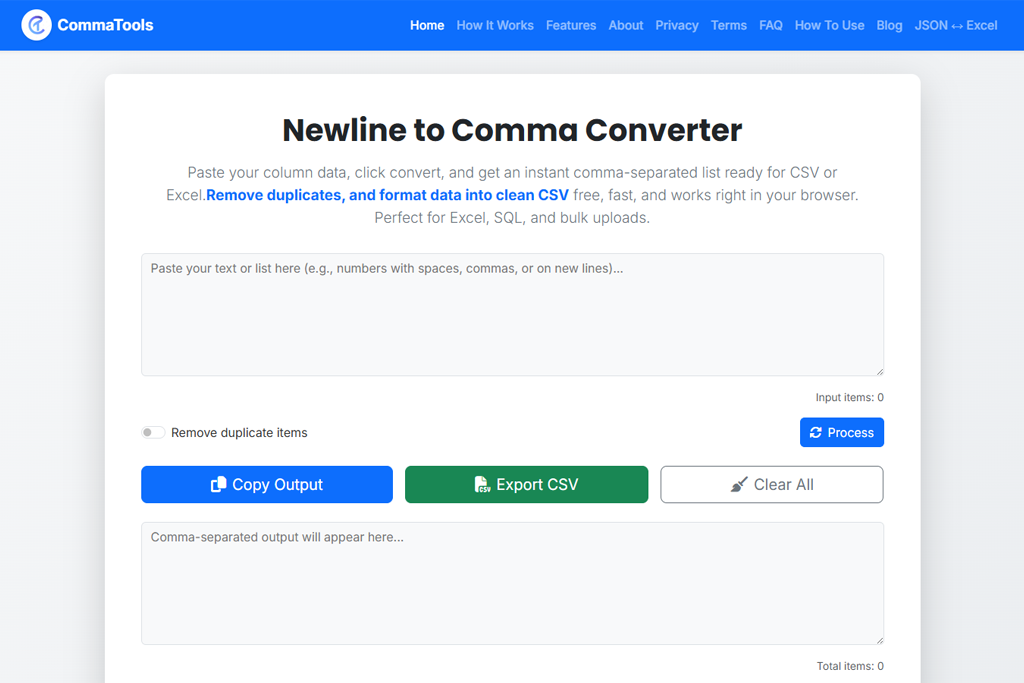 CommaTools
Home How It Works Features About Privacy Terms FAQ How To Use Blog JSON ↔ Excel
Newline to Comma Converter
Paste your column data, click convert, and get an instant comma-separated list ready for CSV or
Excel.Remove duplicates, and format data into clean CSV free, fast, and works right in your browser.
Perfect for Excel, SQL, and bulk uploads.
Paste your text or list here (e.g., numbers with spaces, commas, or on new lines)...
Input items: 0
Remove duplicate items
Process
Copy Output
Export CSV
Clear All
Comma-separated output will appear here...
Total items: 0